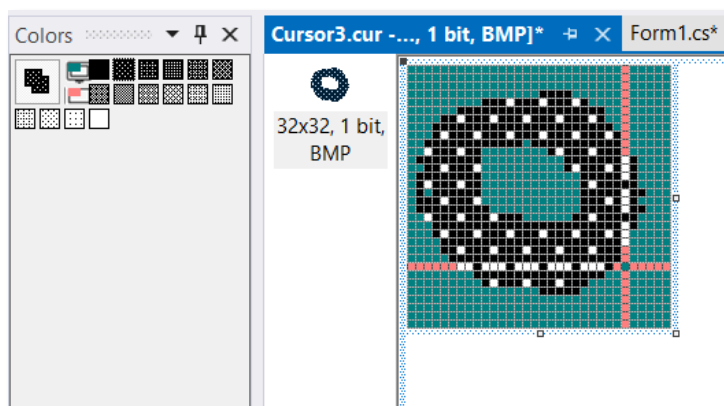 Colors
Cursor3.cur -..., 1 bit, BMP]*
Form1.cs*
32x32, 1 bit,
BMP